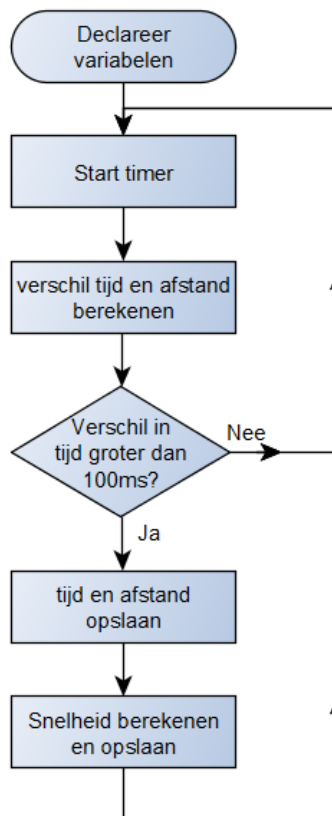 Declareer
variabelen
Start timer
verschil tijd en afstand
berekenen
Verschil in
tijd groter dan
100ms?
Nee
Ja
tijd en afstand
opslaan
Snelheid berekenen
en opslaan